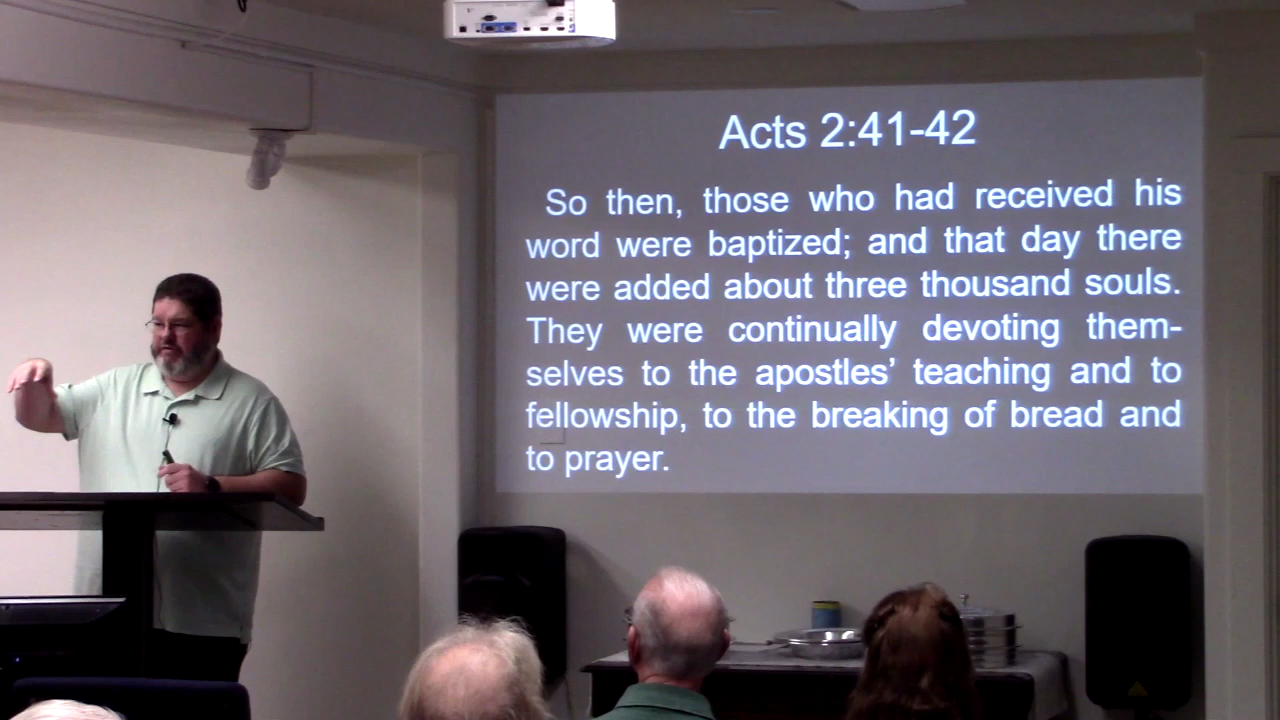 Acts 2:41-42
So then, those who had received his
word were baptized; and that day there
were added about three thousand souls.
They were continually devoting them-
selves to the apostles’ teaching and to
fellowship, to the breaking of bread and
to prayer.